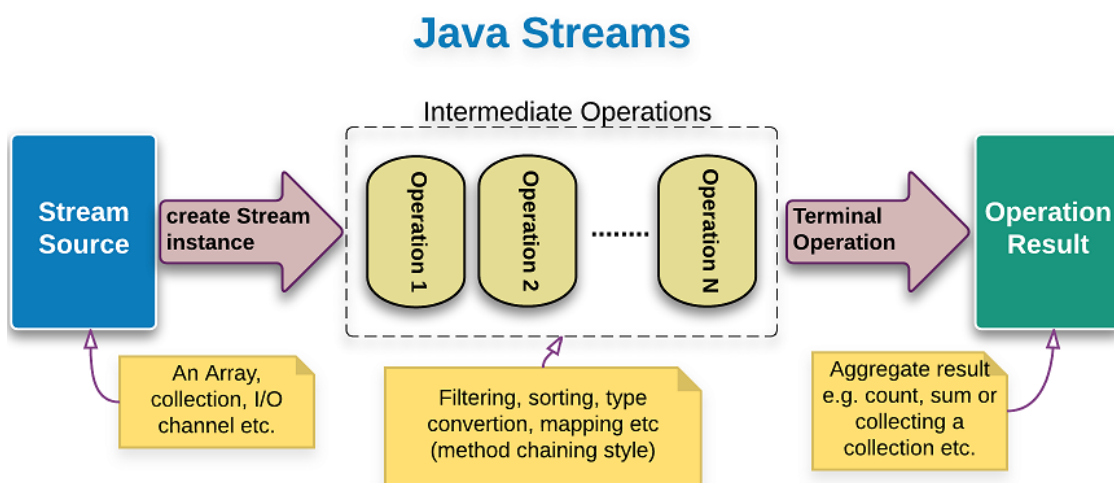 Java Streams
Intermediate Operations
Stream
Source
create Stream
instance
Operation 1
Operation 2
Operation N
Terminal
Operation
Operation
Result
An Array,
collection, I/O
channel etc.
Filtering, sorting, type
convertion, mapping etc
(method chaining style)
Aggregate result
e.g. count, sum or
collecting a
collection etc.